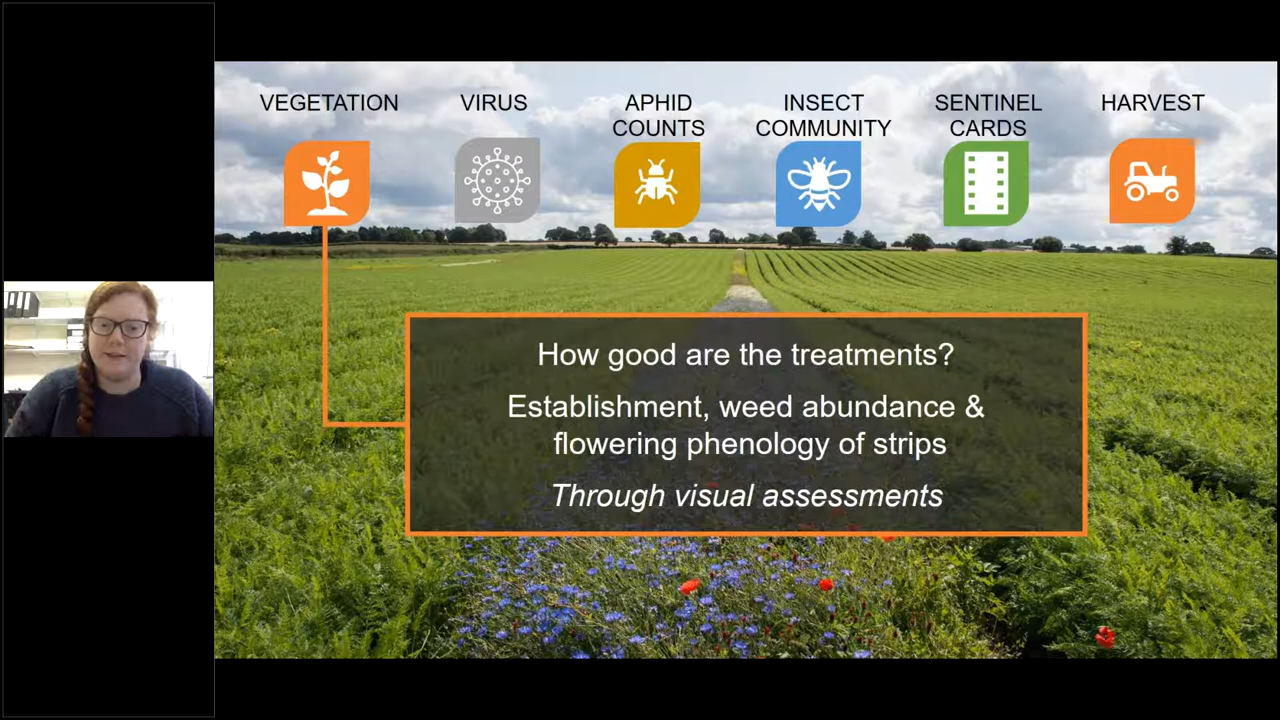 VEGETATION
VIRUS
APHID
COUNTS
INSECT
COMMUNITY
SENTINEL
CARDS
HARVEST
How good are the treatments?
Establishment, weed abundance &
flowering phenology of strips
Through visual assessments